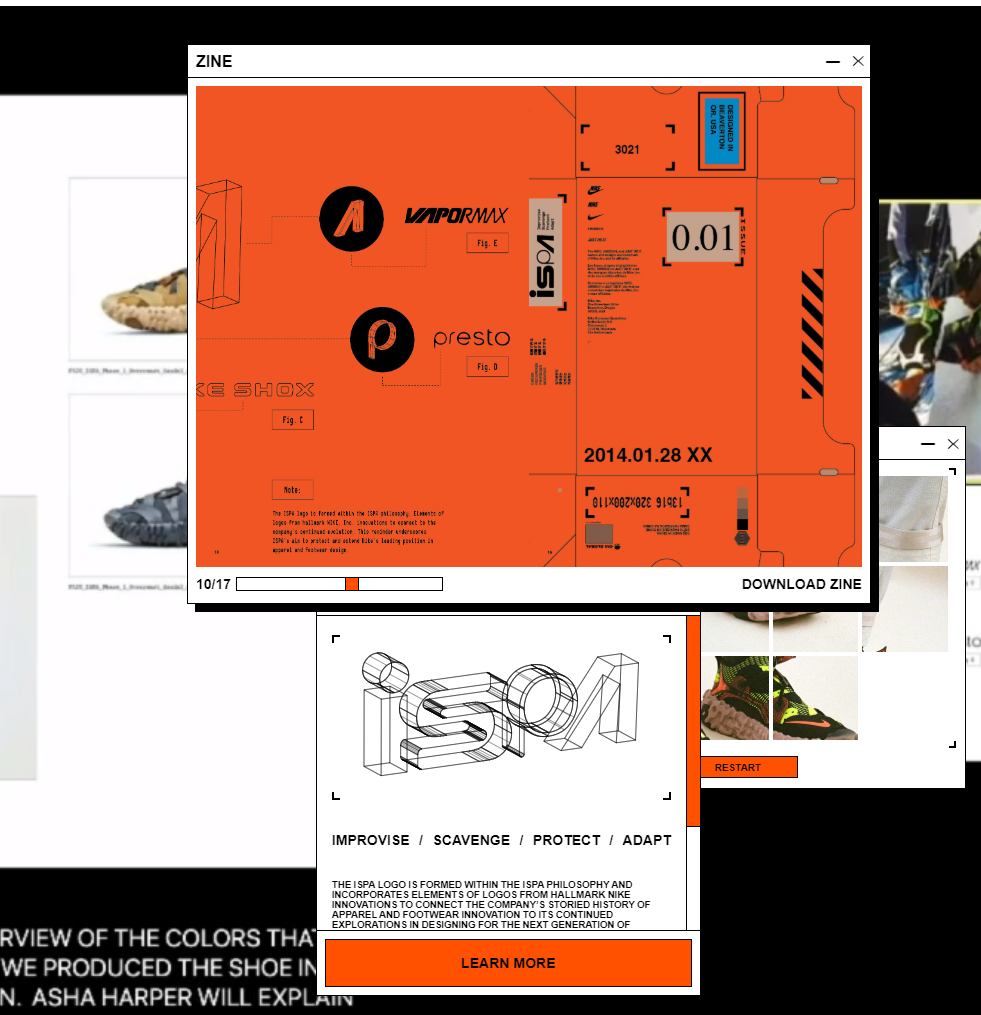 ZINE
VAPORMAX
Fig. E
presto
Fig. D
KE SHOX
Fig. C
Note:
The ISPA logo is formed within the ISPA philosophy. Elements of
logos from hallmark NIKE, Inc. innovations to connect to the
company's continued evolution. This reminder underscores
ISPA's aim to protect and extend Nike's leading position in
apparel and footwear design.
3021
DESIGNED IN
BEAVERTON
OR, USA
ispa
NIKE
NIKE
0.01
ISSUE
2014.01.28 XX
13616 320x200x110
10/17
DOWNLOAD ZINE
ispa
IMPROVISE / SCAVENGE / PROTECT / ADAPT
THE ISPA LOGO IS FORMED WITHIN THE ISPA PHILOSOPHY AND
INCORPORATES ELEMENTS OF LOGOS FROM HALLMARK NIKE
INNOVATIONS TO CONNECT THE COMPANY'S STORIED HISTORY OF
APPAREL AND FOOTWEAR INNOVATION TO ITS CONTINUED
EXPLORATIONS IN DESIGNING FOR THE NEXT GENERATION OF
LEARN MORE
RESTART
RVIEW OF THE COLORS THA
WE PRODUCED THE SHOE IN
N. ASHA HARPER WILL EXPLAIN